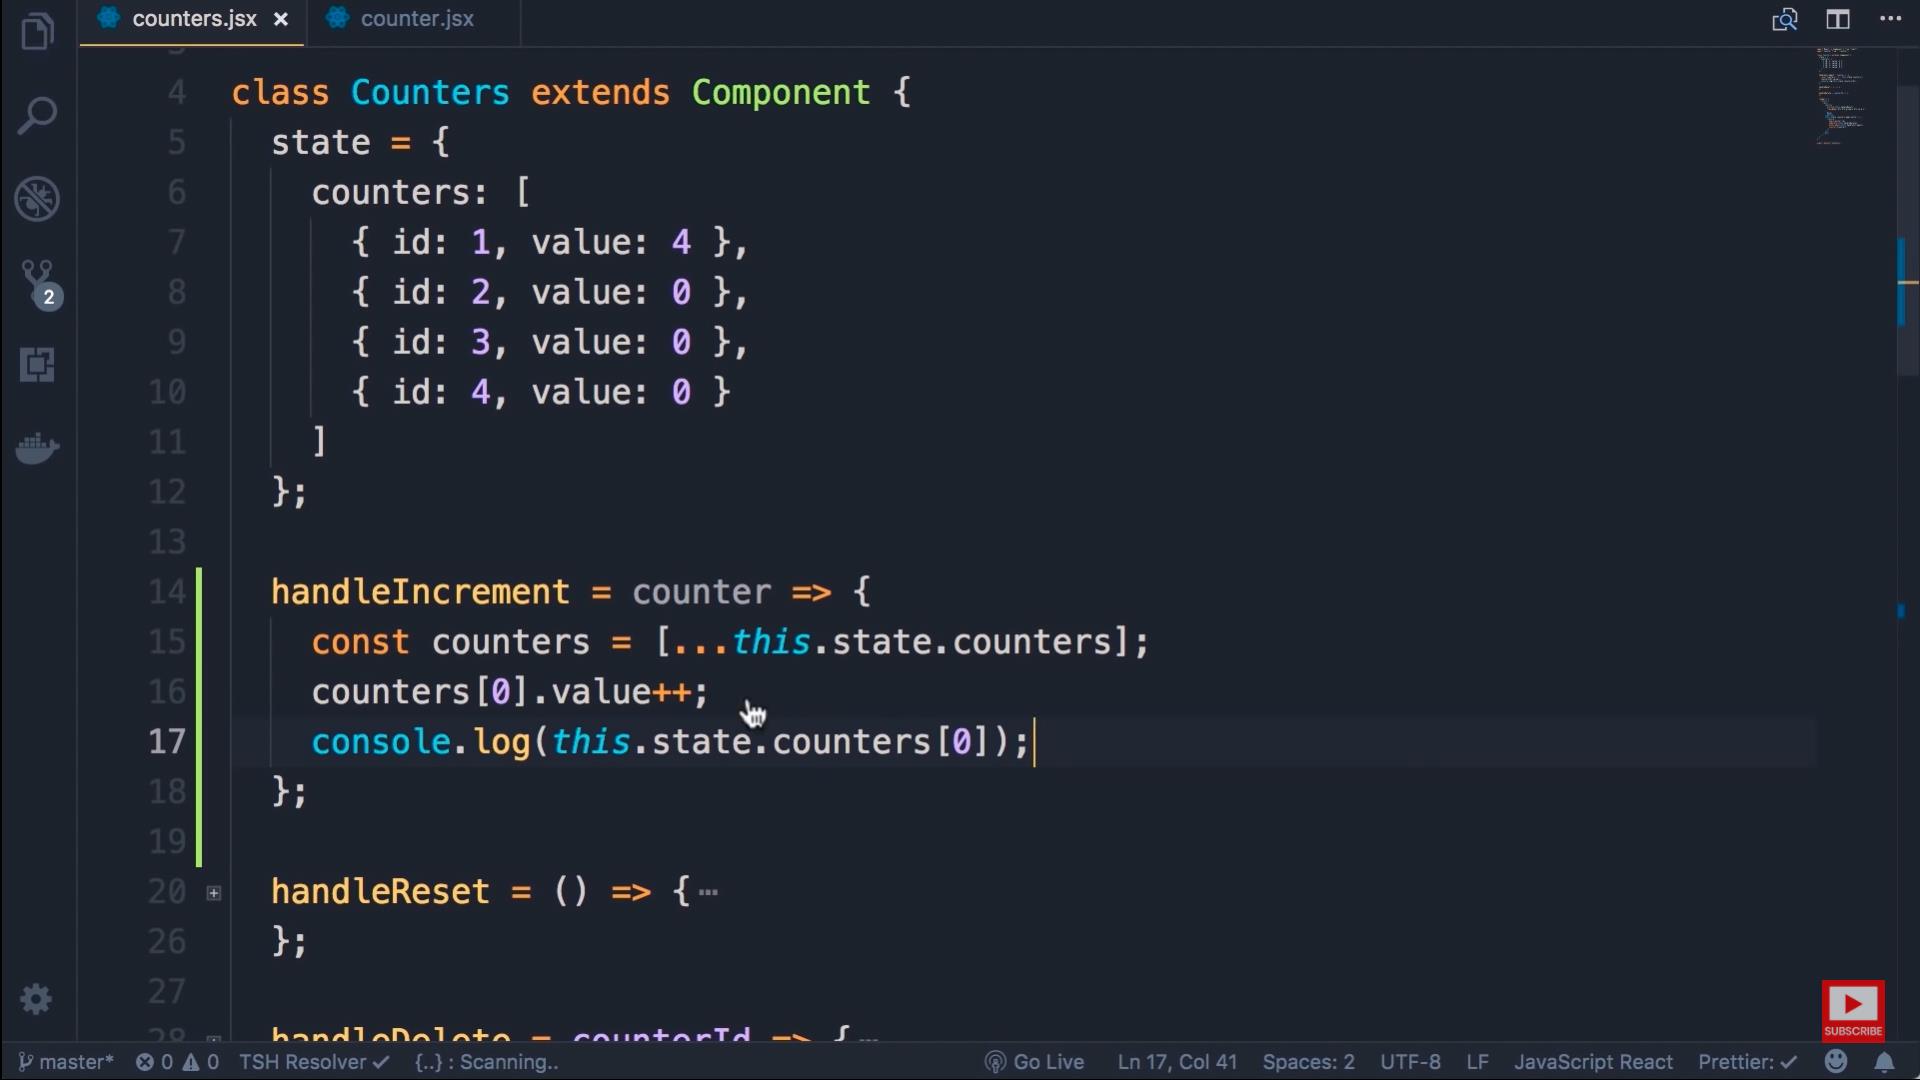 counters.jsx × counter.jsx
4 class Counters extends Component {
5 state = {
6 counters: [
7 { id: 1, value: 4 },
8 { id: 2, value: 0 },
9 { id: 3, value: 0 },
10 { id: 4, value: 0 }
11 ]
12 };
13
14 handleIncrement = counter => {
15 const counters = [...this.state.counters];
16 counters[0].value++;
17 console.log(this.state.counters[0]);
18 };
19
20 handleReset = () => {
26 };
27
28 handleDelete = counterId => {
2
SUBSCRIBE
master* 0 0 TSH Resolver ✓ {..} : Scanning.. Go Live Ln 17, Col 41 Spaces: 2 UTF-8 LF JavaScript React Prettier: ✓